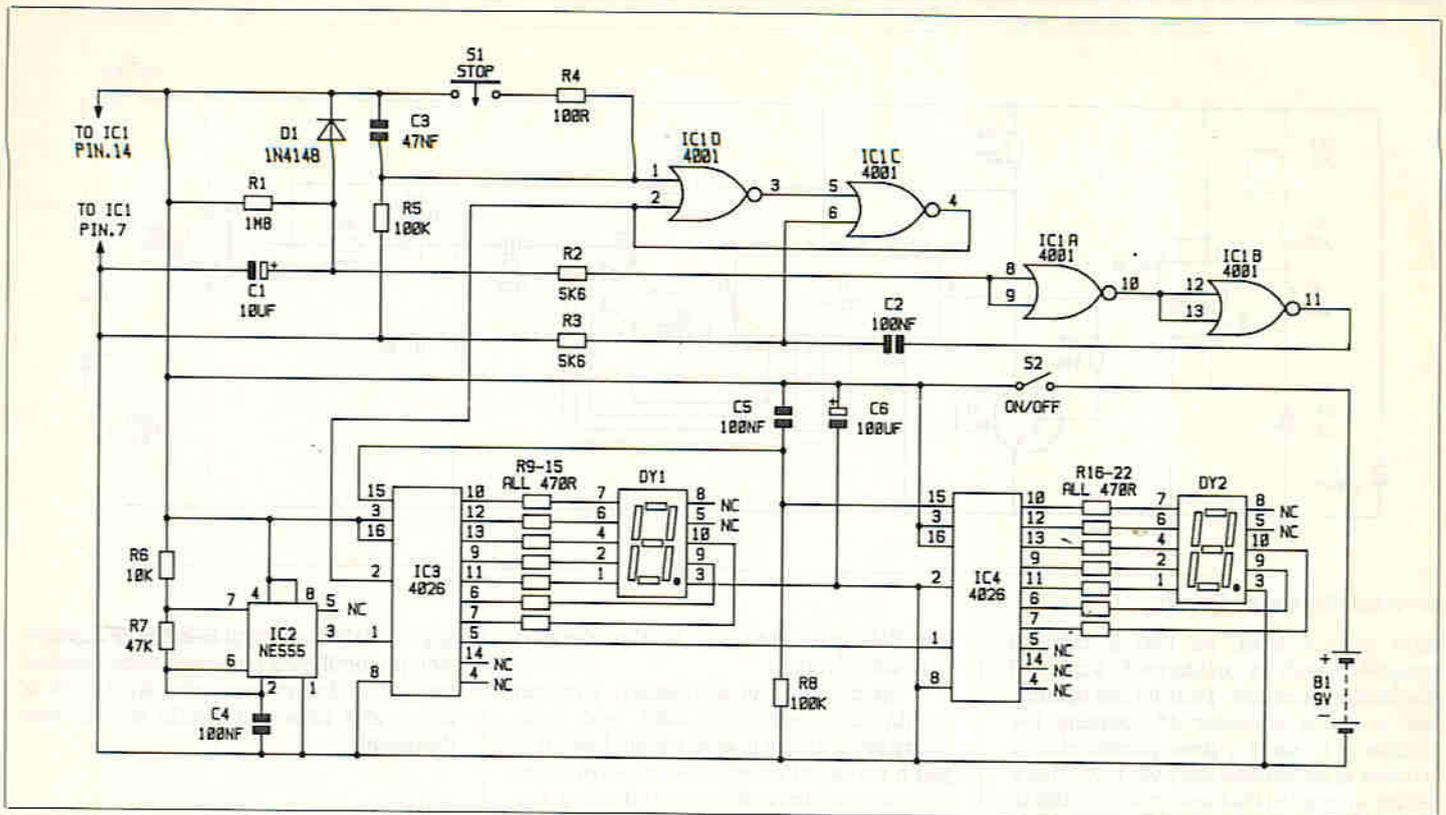 S1
STOP
R4
100R
TO IC1
PIN.14
D1
1N4148
C3
47NF
IC1D
4001
IC1C
4001
1
2
3
5
6
4
R1
1M8
TO IC1
PIN.7
R5
100K
C1
10UF
+
R2
5K6
IC1A
4001
8
9
10
IC1B
4001
12
13
11
R3
5K6
C2
100NF
S2
ON/OFF
C5
100NF
+
C6
100UF
R9-15
ALL 470R
DY1
R16-22
ALL 470R
DY2
15
3
16
2
1
8
IC3
4026
10
12
13
9
11
6
7
5
14
4
NC
NC
7
6
4
2
1
8
5
10
9
3
NC
NC
15
3
16
2
1
8
IC4
4026
10
12
13
9
11
6
7
5
14
4
NC
NC
NC
7
6
4
2
1
8
5
10
9
3
NC
NC
R6
10K
R7
47K
7
4
8
5
NC
IC2
NE555
3
6
2
1
C4
100NF
R8
100K
+
B1
9V
−